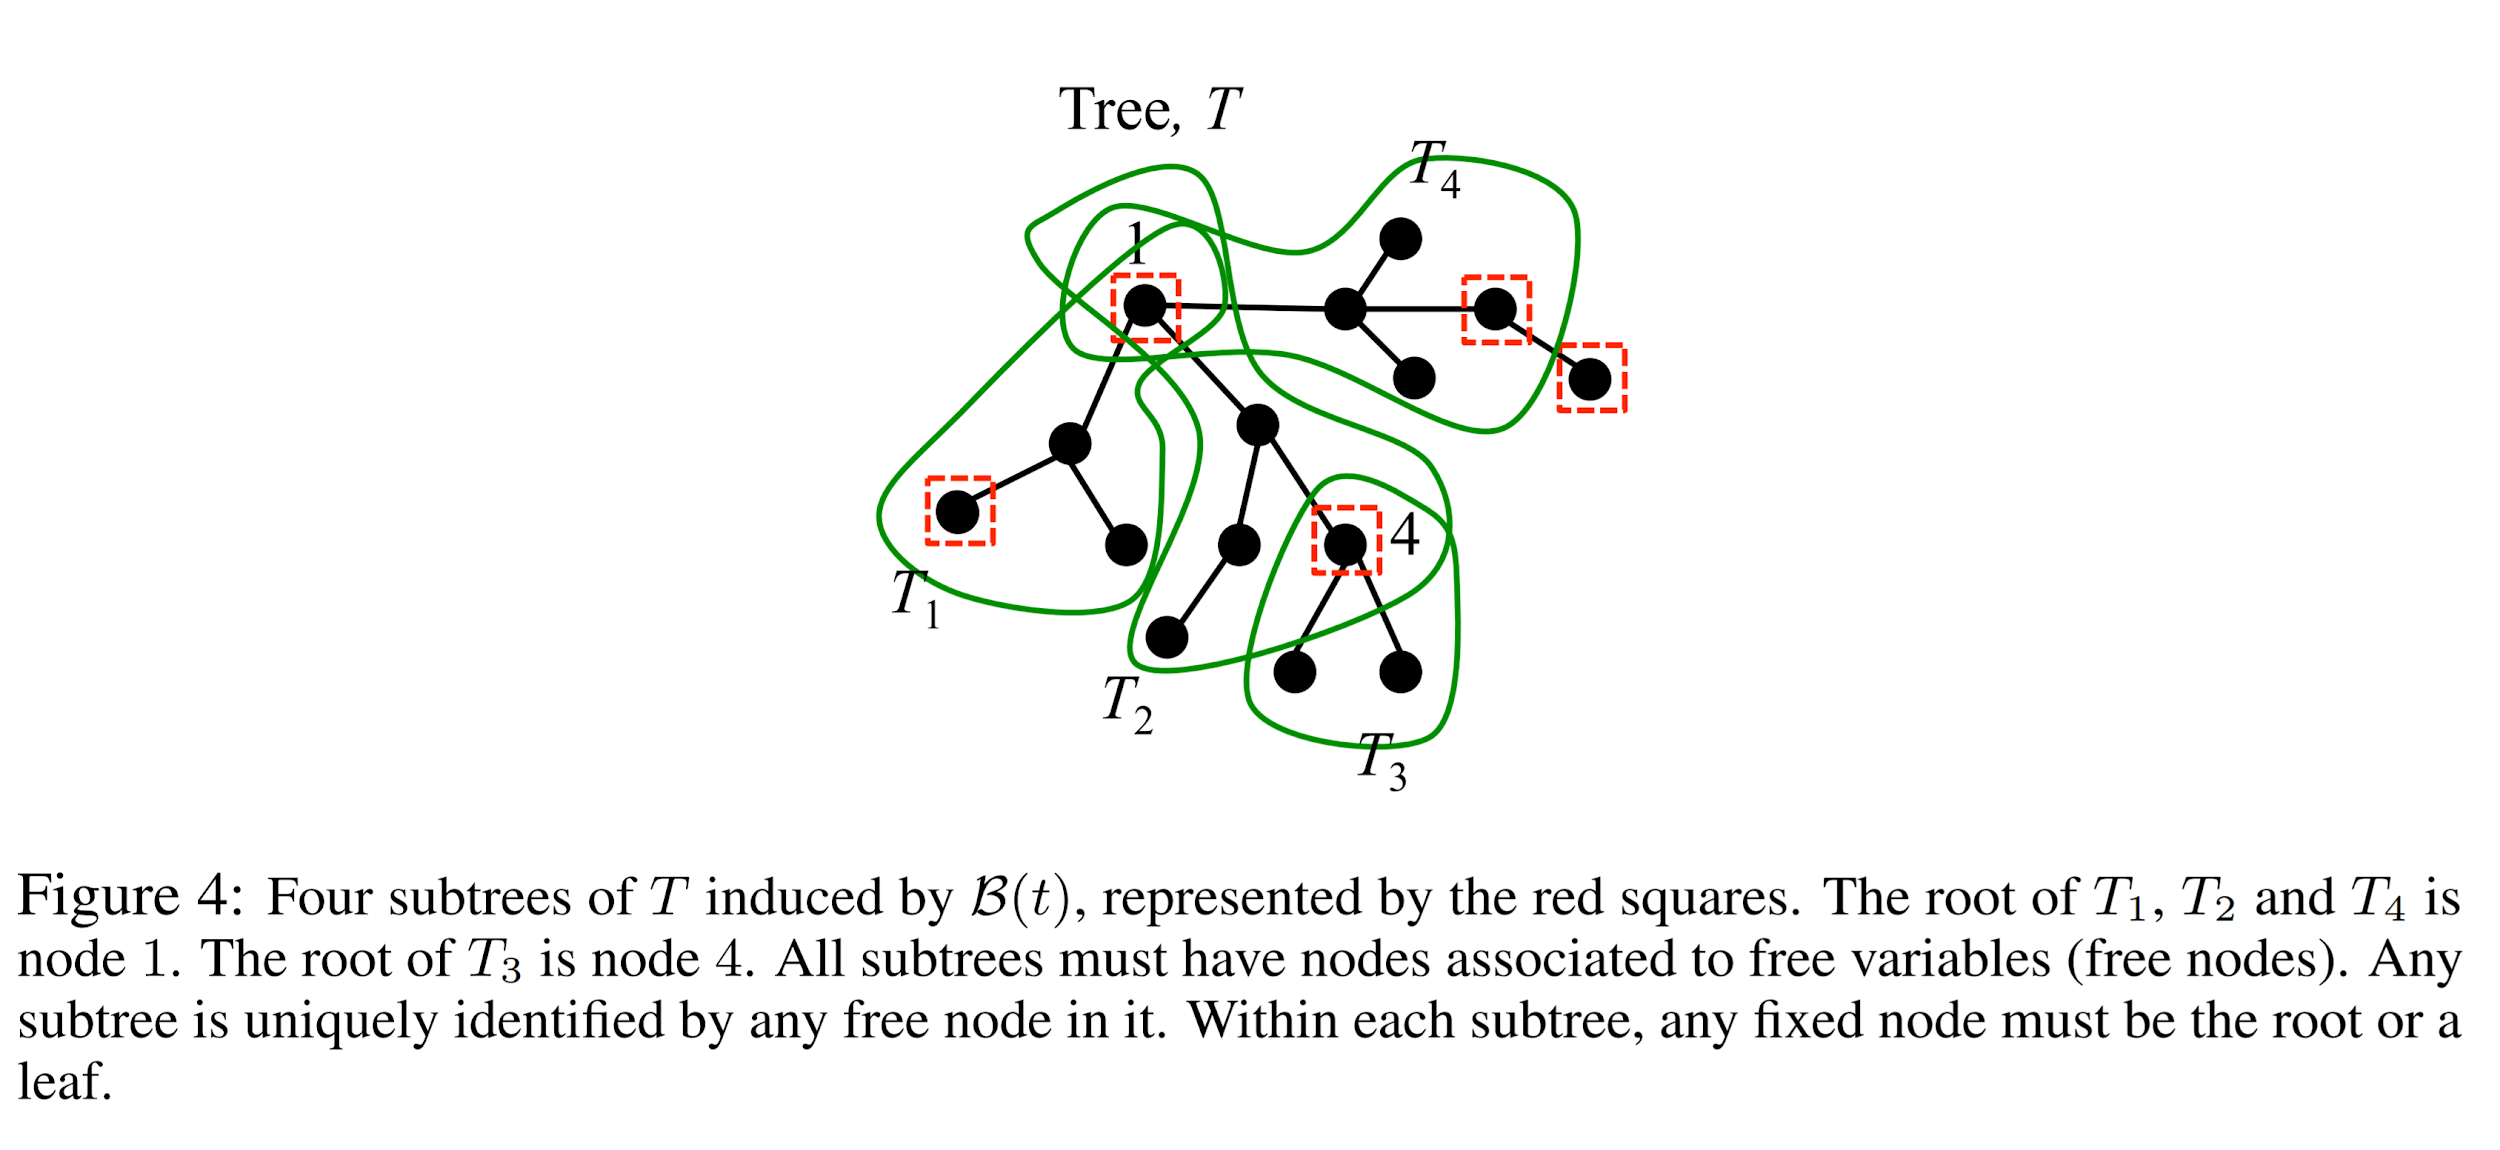 Tree, T
T4
1
4
T1
T2
T3
Figure 4: Four subtrees of T induced by ℬ(t), represented by the red squares. The root of T₁, T₂ and T₄ is
node 1. The root of T₃ is node 4. All subtrees must have nodes associated to free variables (free nodes). Any
subtree is uniquely identified by any free node in it. Within each subtree, any fixed node must be the root or a
leaf.